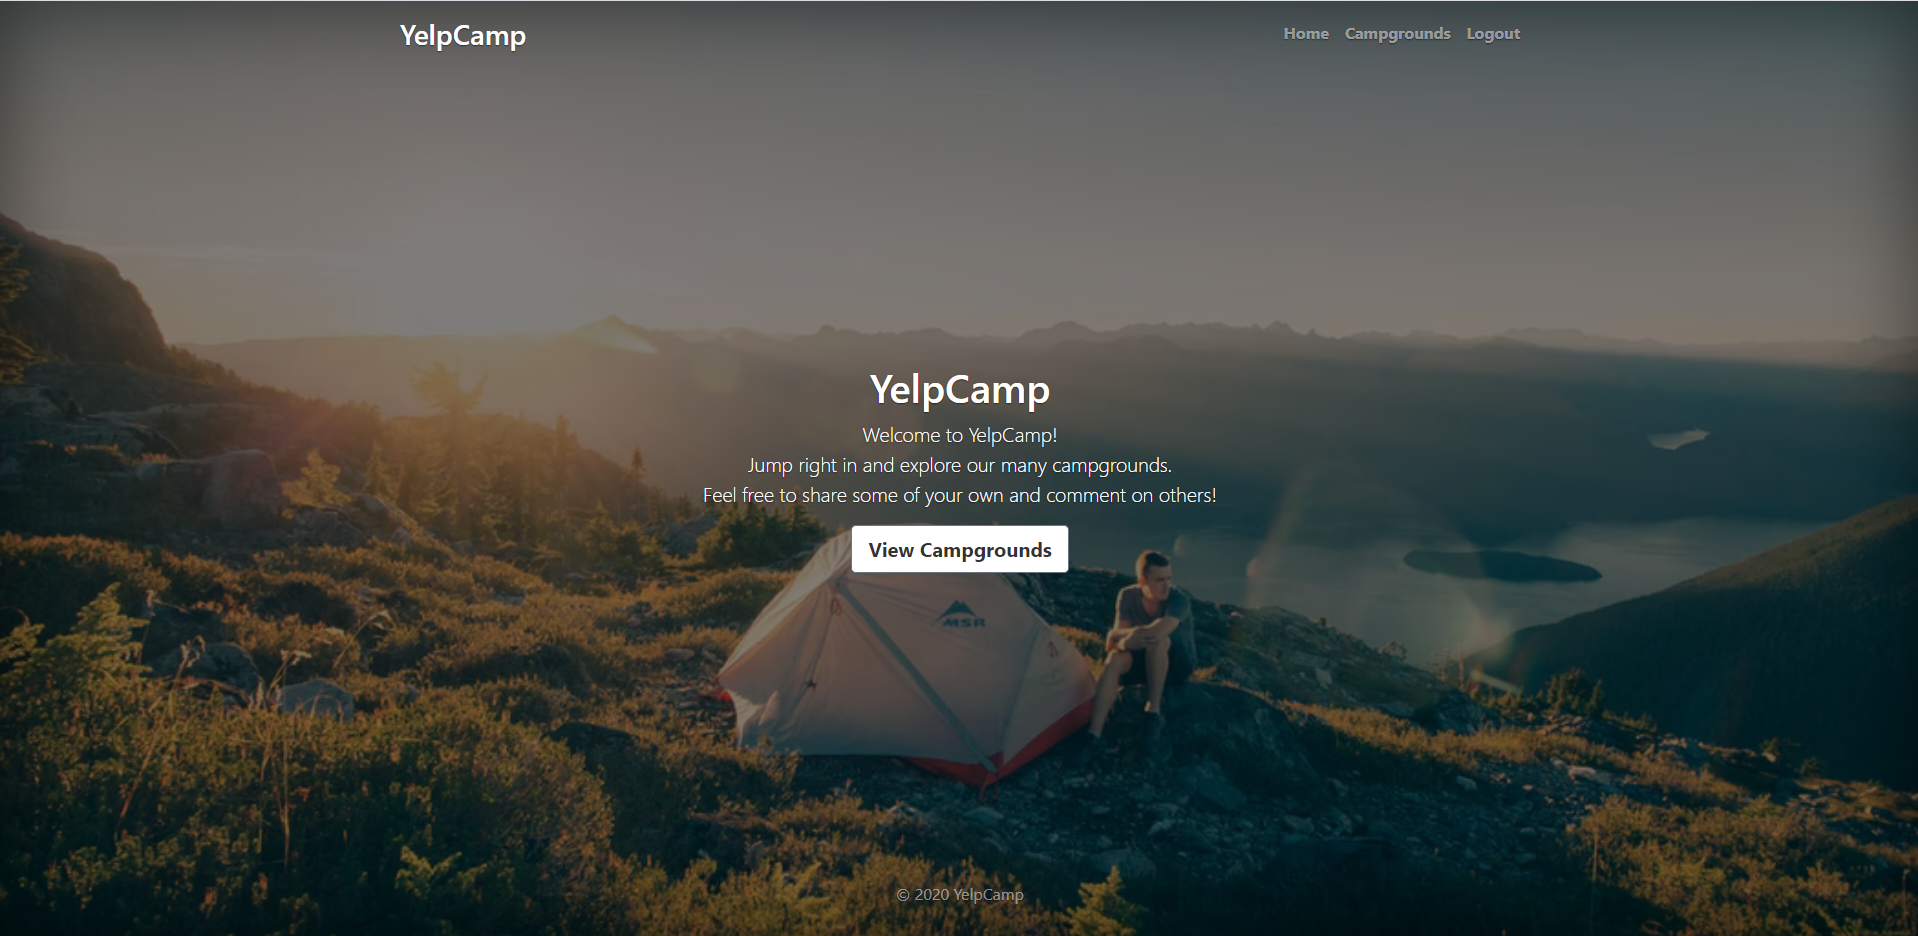 YelpCamp
Home Campgrounds Logout
YelpCamp
Welcome to YelpCamp!
Jump right in and explore our many campgrounds.
Feel free to share some of your own and comment on others!
View Campgrounds
MSR
© 2020 YelpCamp